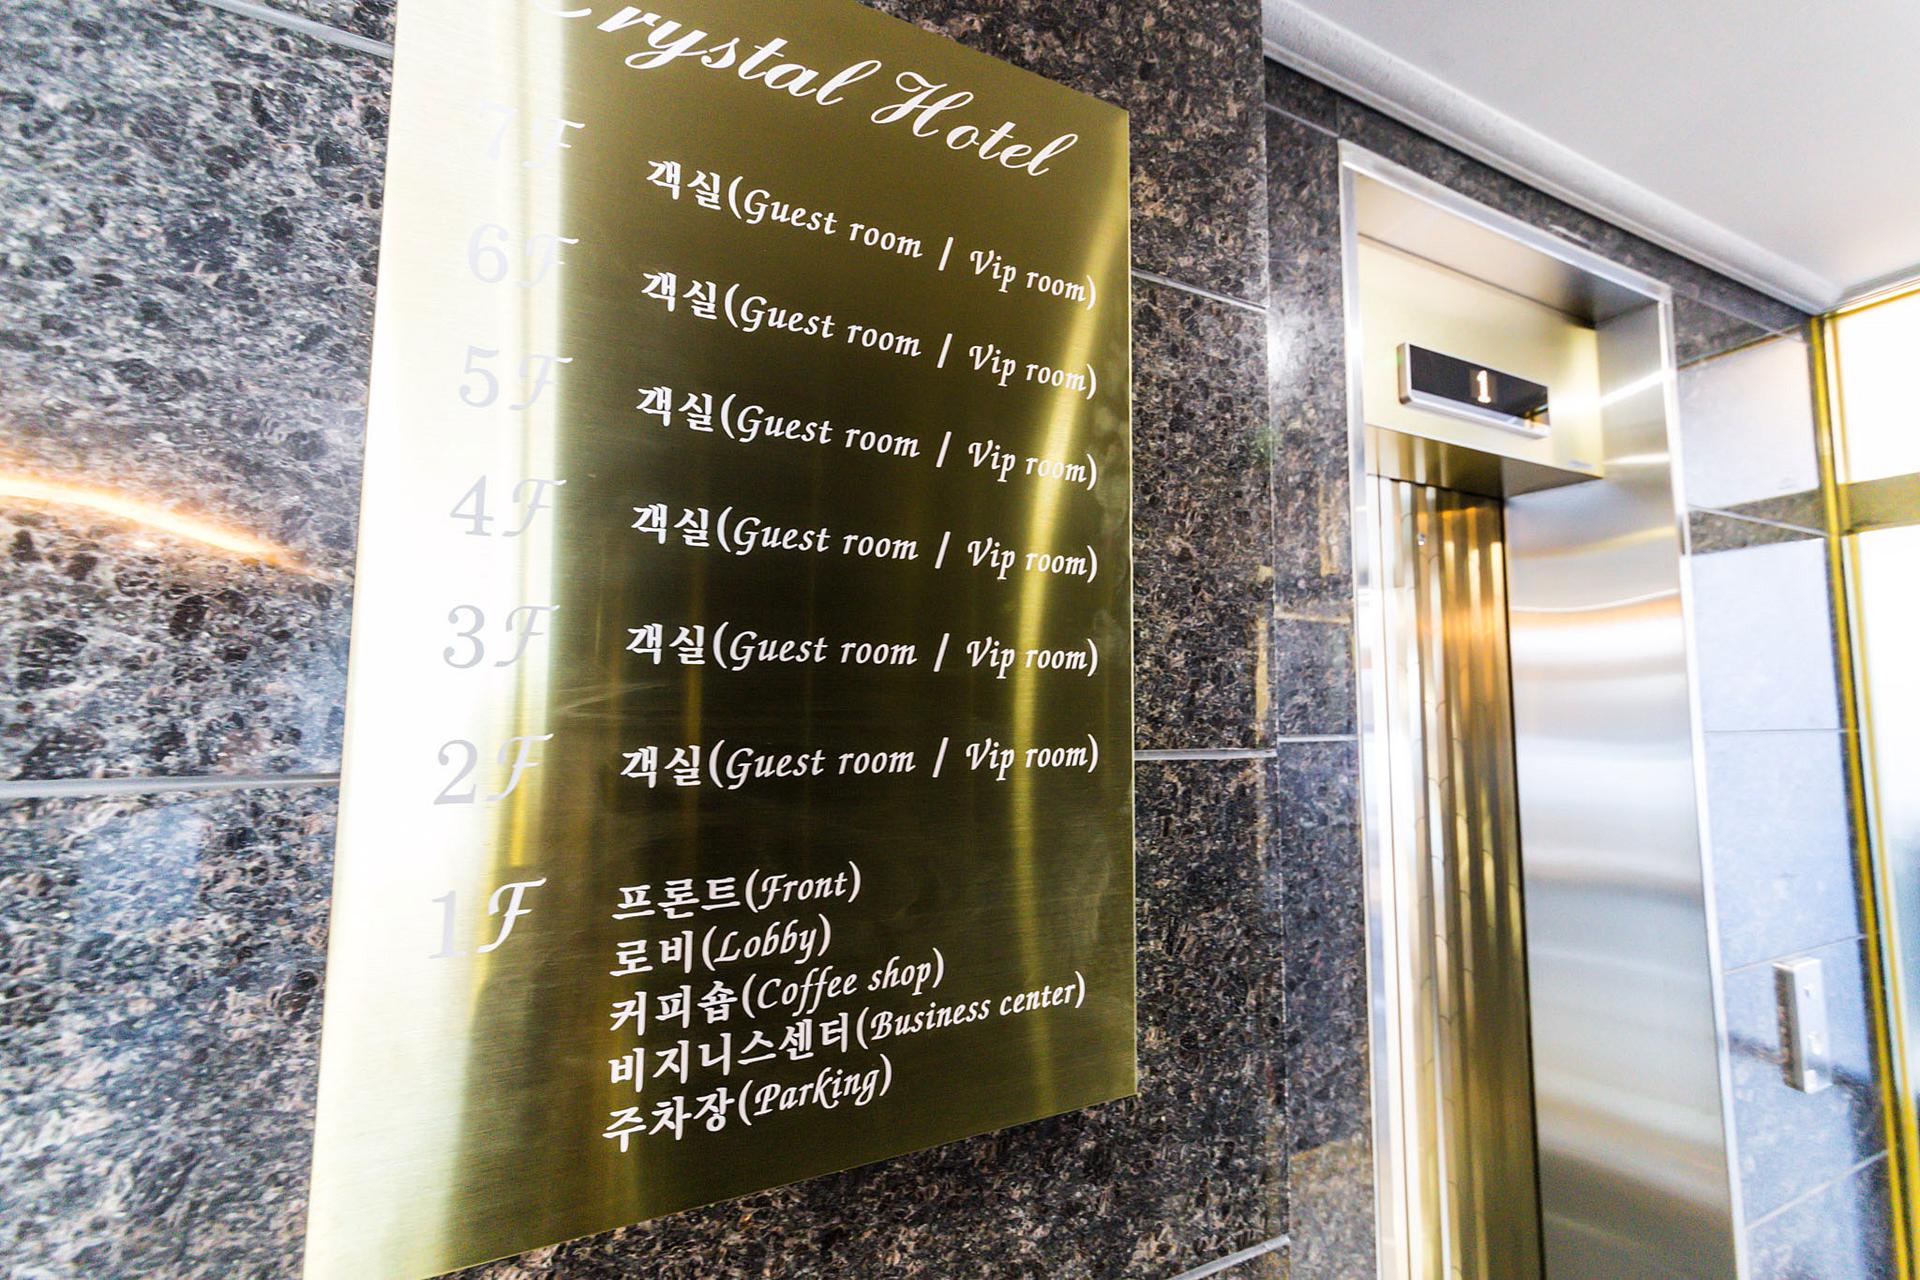 Crystal Hotel
7F 객실(Guest room / Vip room)
6F 객실(Guest room / Vip room)
5F 객실(Guest room / Vip room)
4F 객실(Guest room / Vip room)
3F 객실(Guest room / Vip room)
2F 객실(Guest room / Vip room)
1F 프론트(Front)
로비(Lobby)
커피숍(Coffee shop)
비지니스센터(Business center)
주차장(Parking)
1